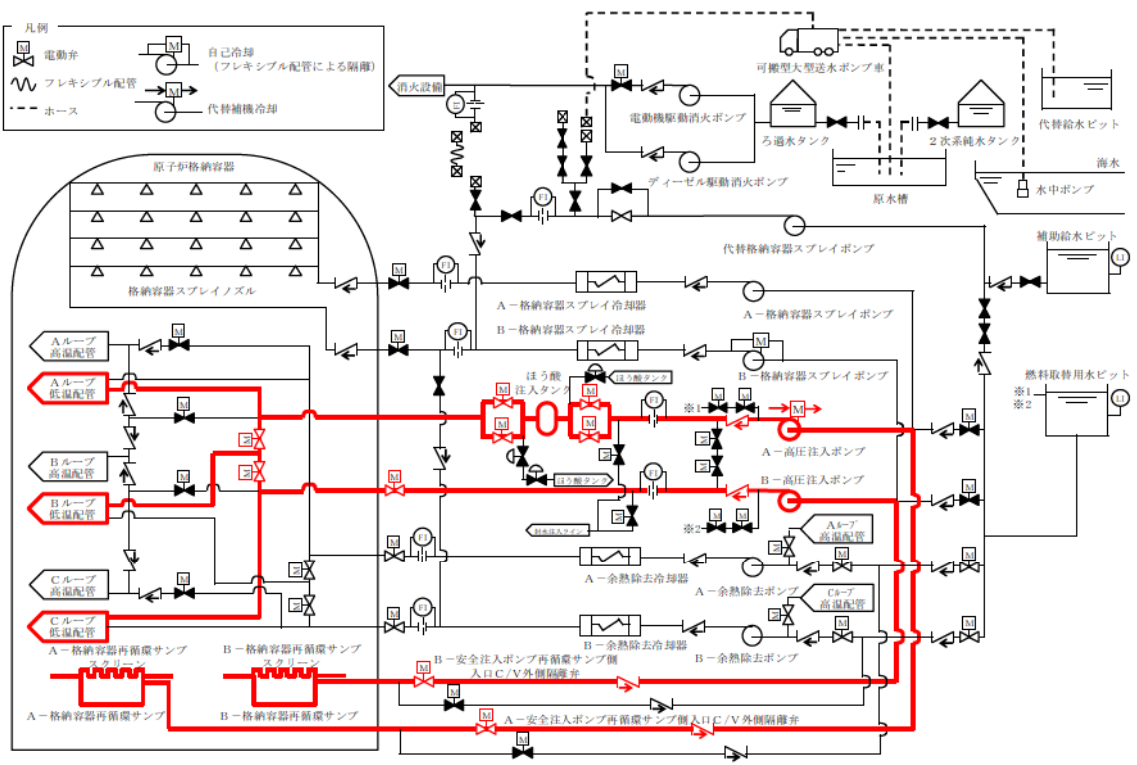 凡例
M
電動弁
フレキシブル配管
ホース
M
自己冷却
(フレキシブル配管による隔離)
M
代替補機冷却
消火設備
FI
M
電動機駆動消火ポンプ
ディーゼル駆動消火ポンプ
可搬型大型送水ポンプ車
ろ過水タンク
2次系純水タンク
代替給水ピット
原水槽
海水
水中ポンプ
FI
代替格納容器スプレイポンプ
補助給水ピット
LI
原子炉格納容器
格納容器スプレイノズル
M
FI
A-格納容器スプレイ冷却器
A-格納容器スプレイポンプ
B-格納容器スプレイ冷却器
M
FI
M
B-格納容器スプレイポンプ
燃料取替用水ピット
※1
※2
LI
Aループ
高温配管
M
Aループ
低温配管
M
M
M
Bループ
高温配管
M
Bループ
低温配管
Cループ
高温配管
M
Cループ
低温配管
M
M
ほう酸
注入タンク
ほう酸タンク
M
M
M
M
FI
※1
M
M
M
A-高圧注入ポンプ
M
M
M
ほう酸タンク
M
FI
M
B-高圧注入ポンプ
M
封水注入ライン
M
※2
M
M
M
FI
A-余熱除去冷却器
A-余熱除去ポンプ
M
Aループ
高温配管
M
M
M
FI
B-余熱除去冷却器
B-余熱除去ポンプ
M
Cループ
高温配管
M
M
A-格納容器再循環サンプ
スクリーン
B-格納容器再循環サンプ
スクリーン
A-格納容器再循環サンプ
B-格納容器再循環サンプ
M
B-安全注入ポンプ再循環サンプ側
入口C/V外側隔離弁
M
M
A-安全注入ポンプ再循環サンプ側入口C/V外側隔離弁
M